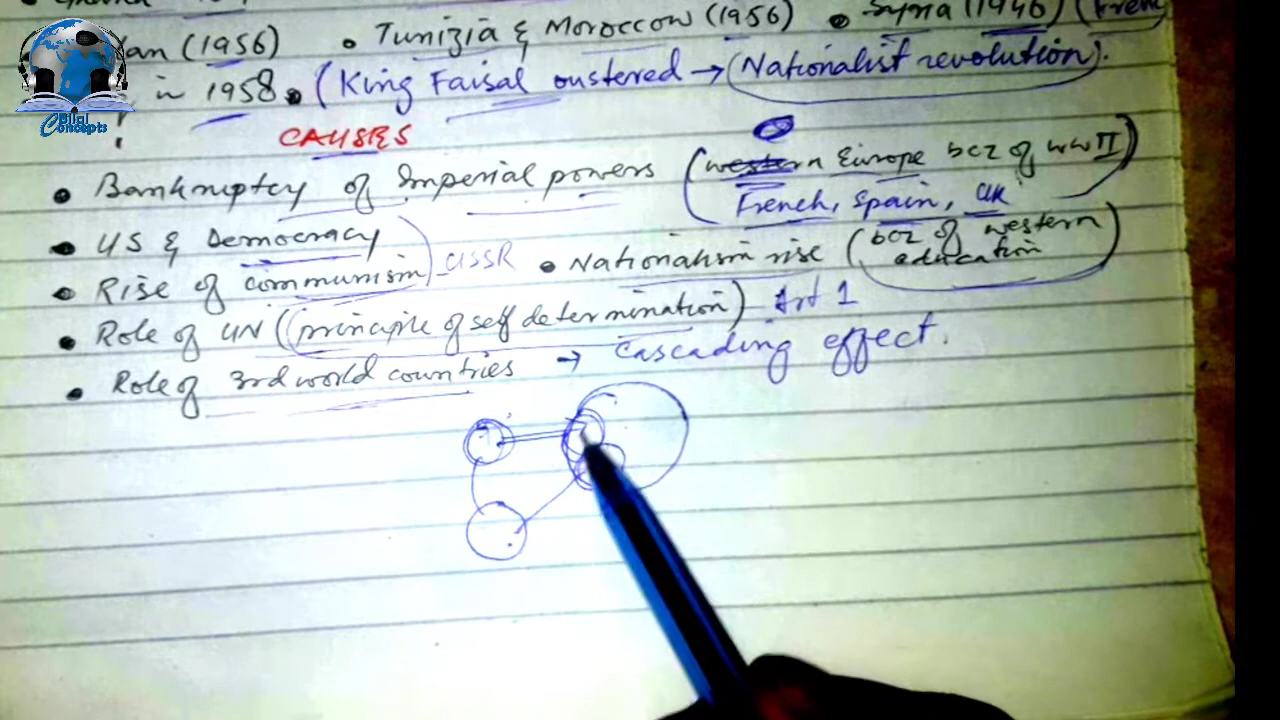 (1956) • Tunizia & Moroccow (1956) • Syria (1946) (French
in 1958. (King Faisal oustered → (Nationalist revolution).
CAUSES
• Bankruptcy of Imperial powers (western Europe bcz of WW II)
French, Spain, UK
• US & Democracy
• Rise of communism) USSR • Nationalism rise (bcz of western education)
• Role of UN (principle of self determination) Art 1
• Role of 3rd world countries → Cascading effect.
Bilal
Concepts